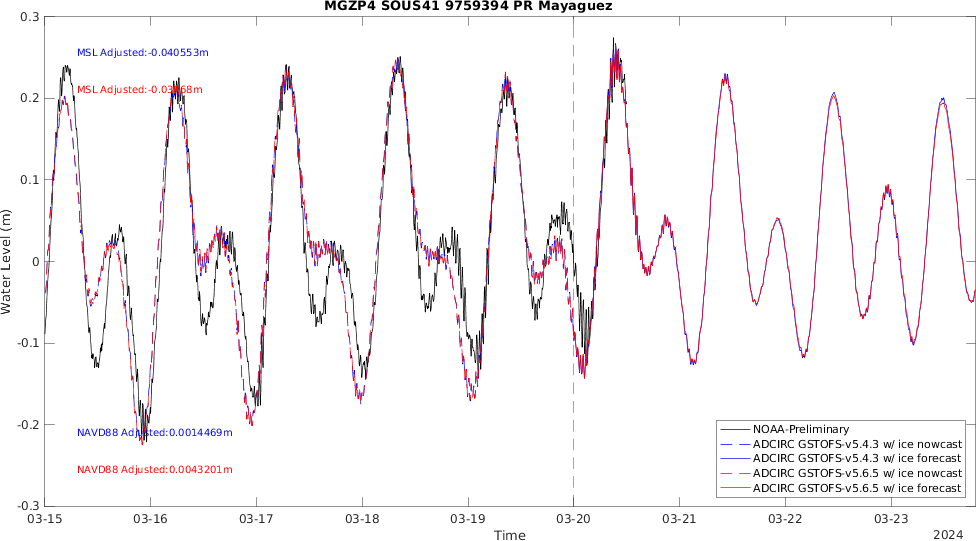 MGZP4 SOUS41 9759394 PR Mayaguez
0.3
MSL Adjusted:-0.040553m
MSL Adjusted:
0.2
0.1
Water Level (m)
0
-0.1
-0.2
NAVD88 Adjusted:0.0014469m
NAVD88 Adjusted:0.0043201m
-0.3
NOAA-Preliminary
ADCIRC GSTOFS-v5.4.3 w/ ice nowcast
ADCIRC GSTOFS-v5.4.3 w/ ice forecast
ADCIRC GSTOFS-v5.6.5 w/ ice nowcast
ADCIRC GSTOFS-v5.6.5 w/ ice forecast
03-15 03-16 03-17 03-18 03-19 03-20 03-21 03-22 03-23
Time
2024